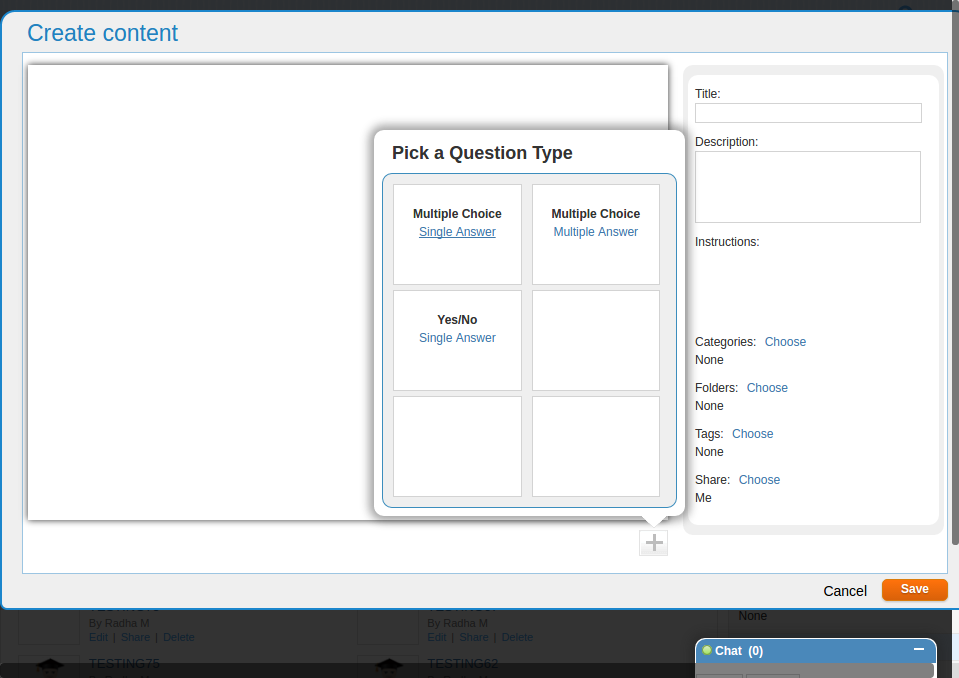 Create content
Pick a Question Type
Multiple Choice
Single Answer
Multiple Choice
Multiple Answer
Yes/No
Single Answer
Title:
Description:
Instructions:
Categories: Choose
None
Folders: Choose
None
Tags: Choose
None
Share: Choose
Me
Cancel
Save
By Radha M
Edit | Share | Delete
By Radha M
Edit | Share | Delete
None
TESTING75
TESTING62
Chat (0)